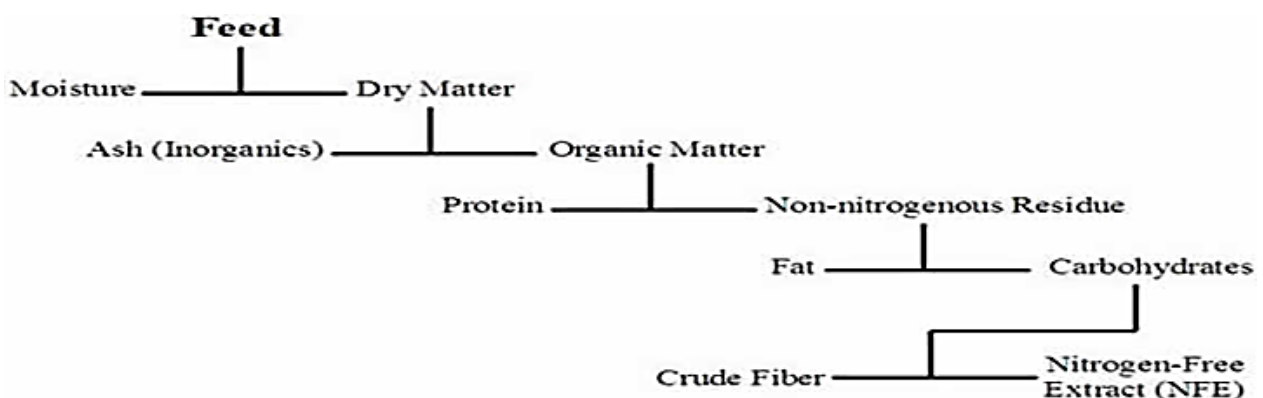 Feed
Moisture Dry Matter
Ash (Inorganics) Organic Matter
Protein Non-nitrogenous Residue
Fat Carbohydrates
Crude Fiber Nitrogen-Free
Extract (NFE)